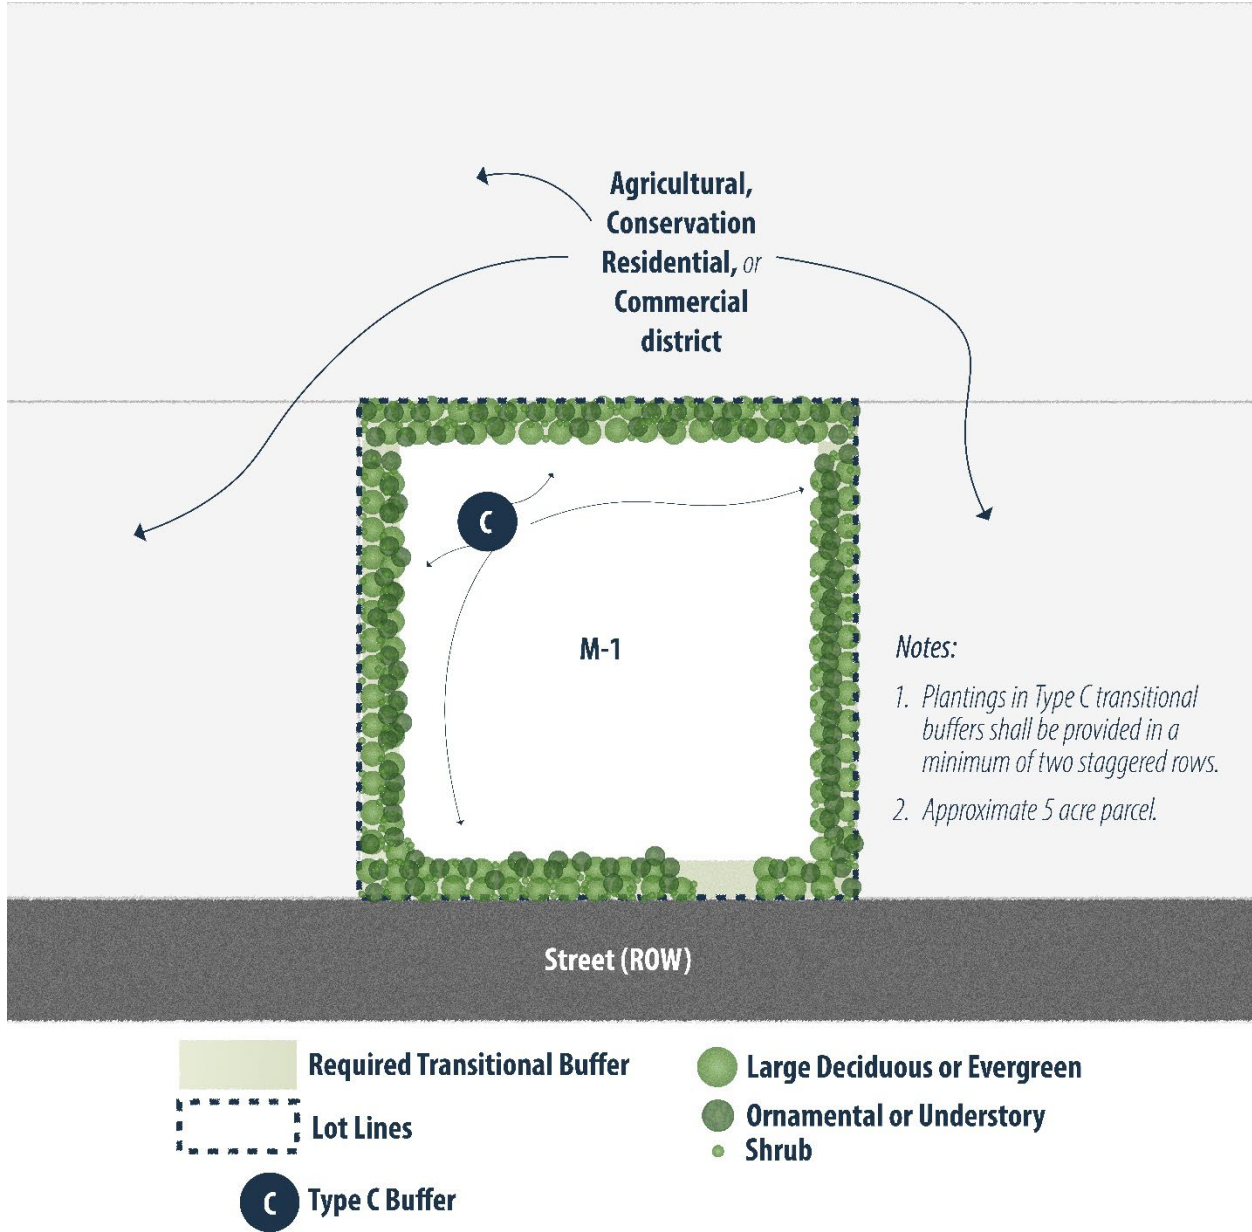 Agricultural,
Conservation
Residential, or
Commercial
district
C
M-1
Notes:
1. Plantings in Type C transitional
buffers shall be provided in a
minimum of two staggered rows.
2. Approximate 5 acre parcel.
Street (ROW)
Required Transitional Buffer
Lot Lines
C Type C Buffer
Large Deciduous or Evergreen
Ornamental or Understory
Shrub